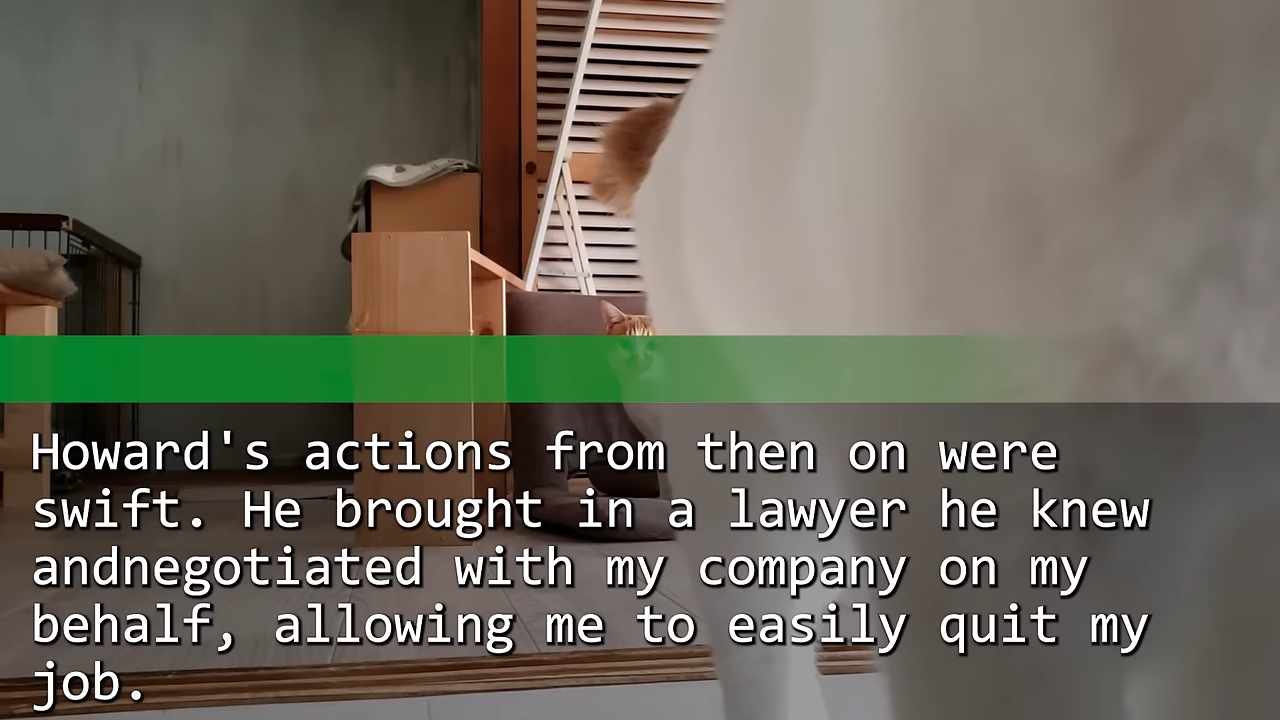 Howard's actions from then on were
swift. He brought in a lawyer he knew
andnegotiated with my company on my
behalf, allowing me to easily quit my
job.